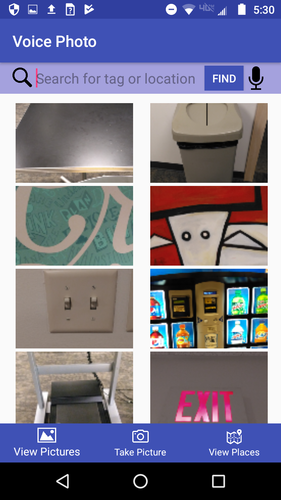 5:30
Voice Photo
Search for tag or location
FIND
EXIT
View Pictures
Take Picture
View Places